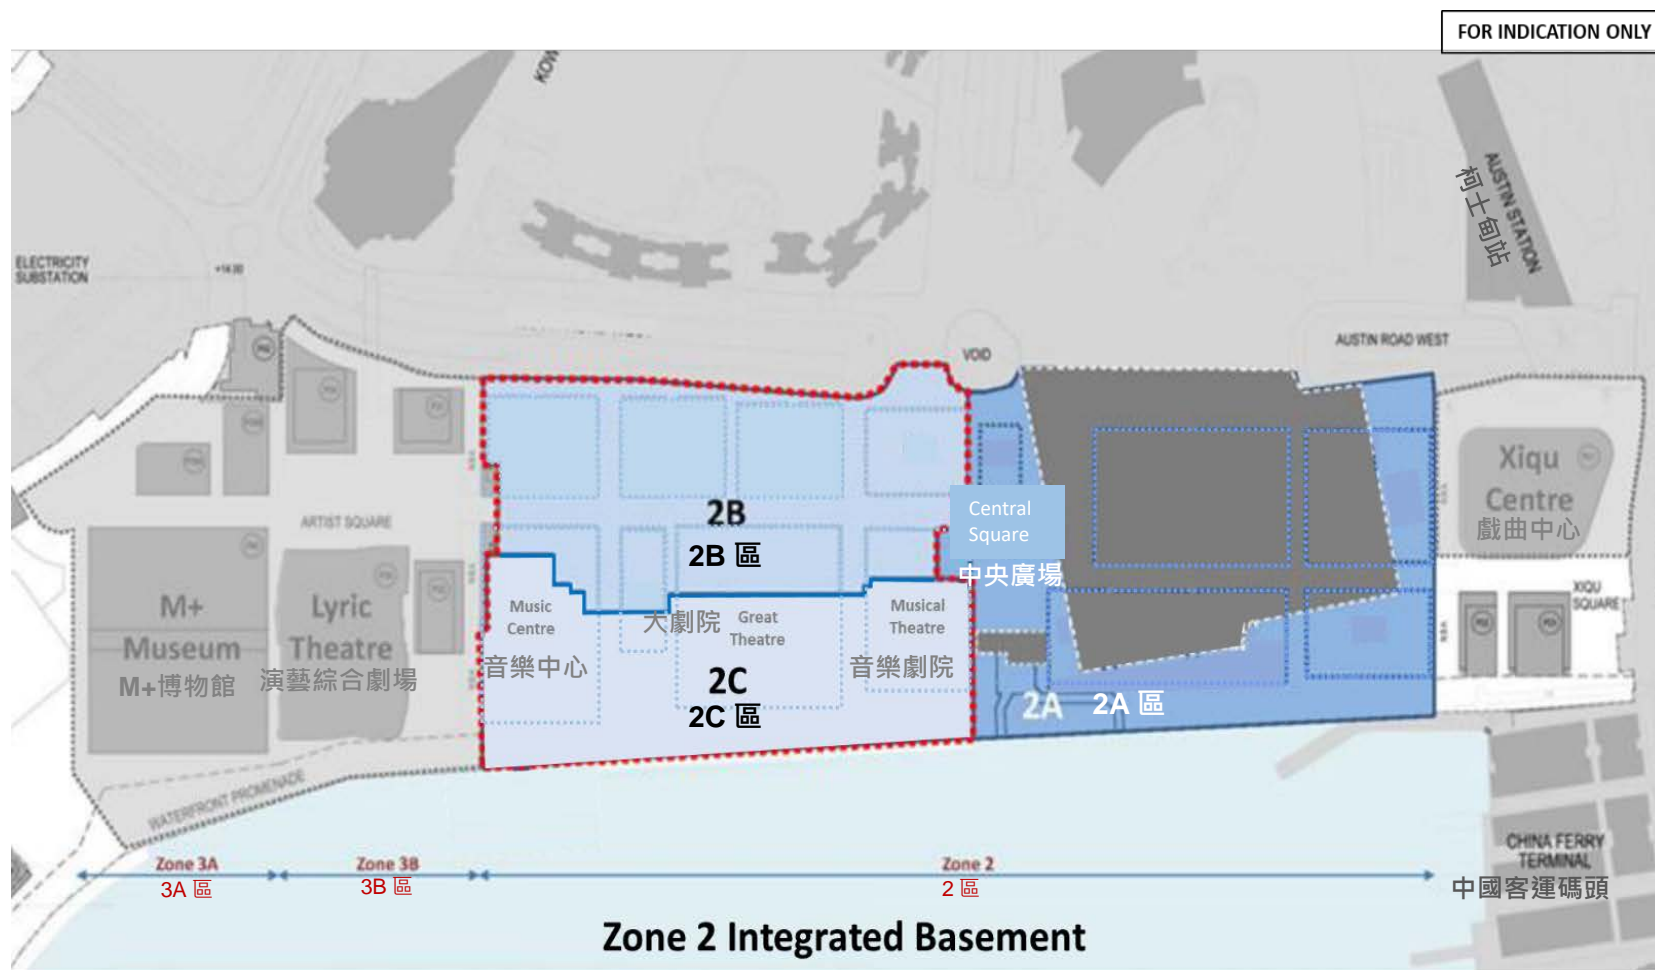 FOR INDICATION ONLY
KOW
AUSTIN STATION
柯士甸站
ELECTRICITY
SUBSTATION
+14.00
AUSTIN ROAD WEST
VOID
Xiqu
Centre
戲曲中心
Central
Square
中央廣場
2B
2B 區
ARTIST SQUARE
M+
Museum
M+博物館
Lyric
Theatre
演藝綜合劇場
Music
Centre
音樂中心
大劇院
Great
Theatre
Musical
Theatre
音樂劇院
XIQU
SQUARE
2C
2C 區
2A
2A 區
WATERFRONT PROMENADE
Zone 3A
3A 區
Zone 3B
3B 區
Zone 2
2 區
CHINA FERRY
TERMINAL
中國客運碼頭
Zone 2 Integrated Basement